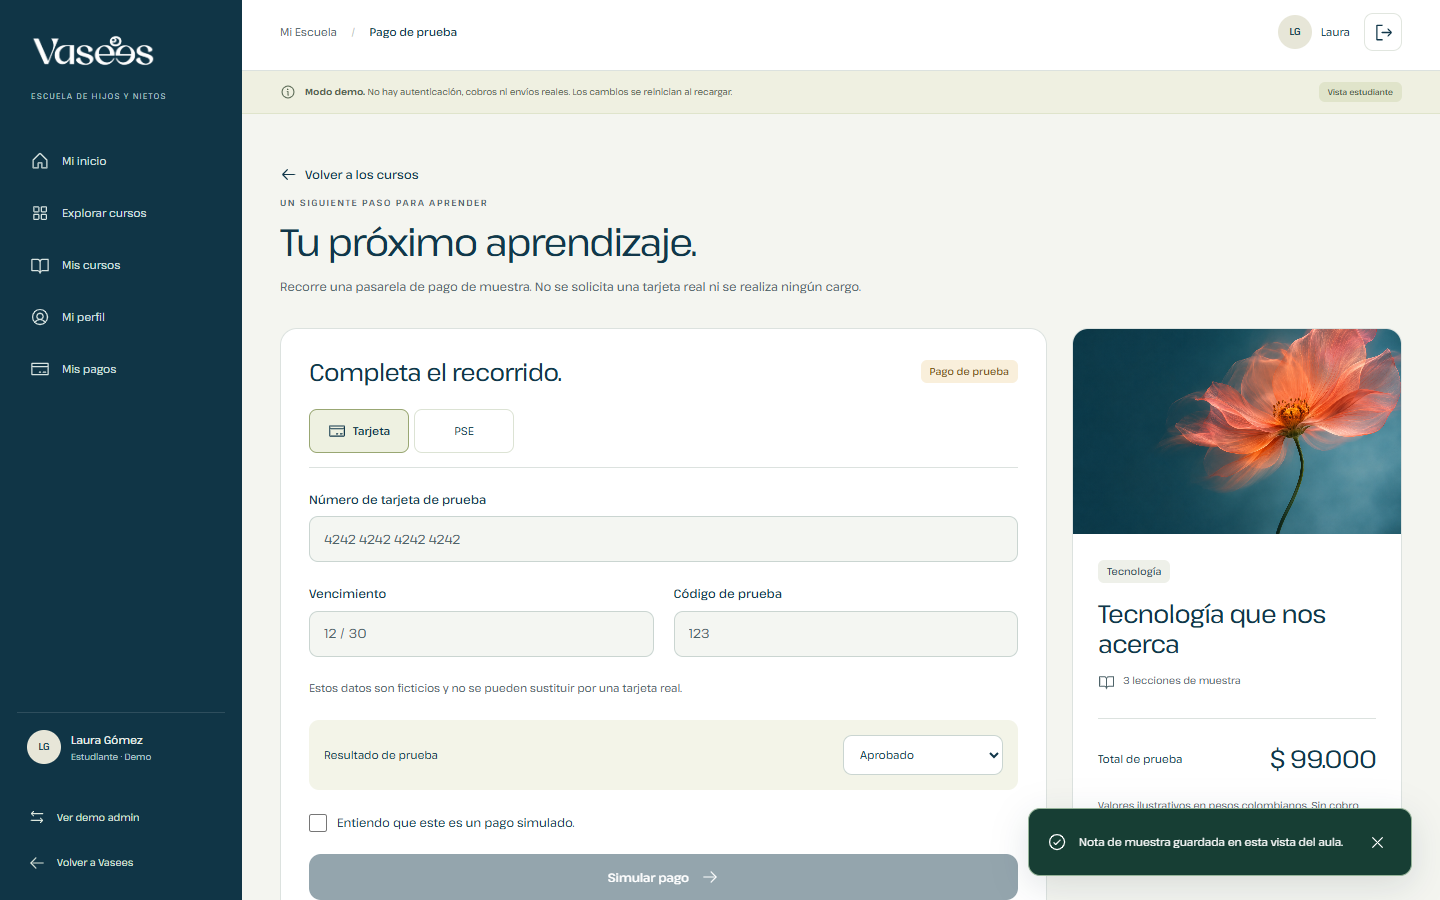 Vasees
ESCUELA DE HIJOS Y NIETOS
Mi inicio
Explorar cursos
Mis cursos
Mi perfil
Mis pagos
LG
Laura Gómez
Estudiante · Demo
Ver demo admin
Volver a Vasees
Mi Escuela / Pago de prueba
LG Laura
Modo demo. No hay autenticación, cobros ni envíos reales. Los cambios se reinician al recargar.
Vista estudiante
Volver a los cursos
UN SIGUIENTE PASO PARA APRENDER
Tu próximo aprendizaje.
Recorre una pasarela de pago de muestra. No se solicita una tarjeta real ni se realiza ningún cargo.
Completa el recorrido.
Pago de prueba
Tarjeta
PSE
Número de tarjeta de prueba
4242 4242 4242 4242
Vencimiento
12 / 30
Código de prueba
123
Estos datos son ficticios y no se pueden sustituir por una tarjeta real.
Resultado de prueba
Aprobado
Entiendo que este es un pago simulado.
Simular pago
Tecnología
Tecnología que nos
acerca
3 lecciones de muestra
Total de prueba
$ 99.000
Valores ilustrativos en pesos colombianos. Sin cobro
Nota de muestra guardada en esta vista del aula.